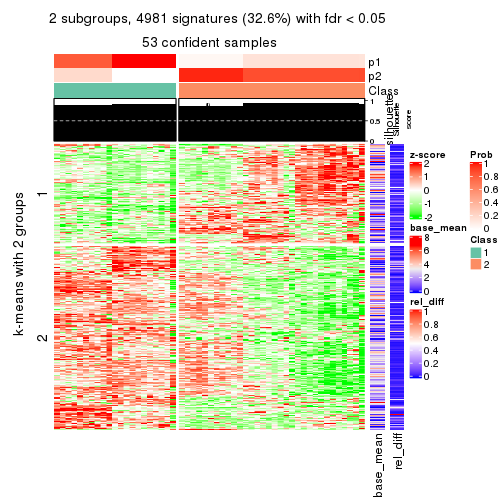 2 subgroups, 4981 signatures (32.6%) with fdr < 0.05
53 confident samples
p1
p2
Class
1
0.5
0
silhouette
Silhouette
score
k-means with 2 groups
1
2
base_mean
rel_diff
z-score
2
1
0
-1
-2
base_mean
8
6
4
2
0
rel_diff
1
0.8
0.6
0.4
0.2
0
Prob
1
0.8
0.6
0.4
0.2
0
Class
1
2